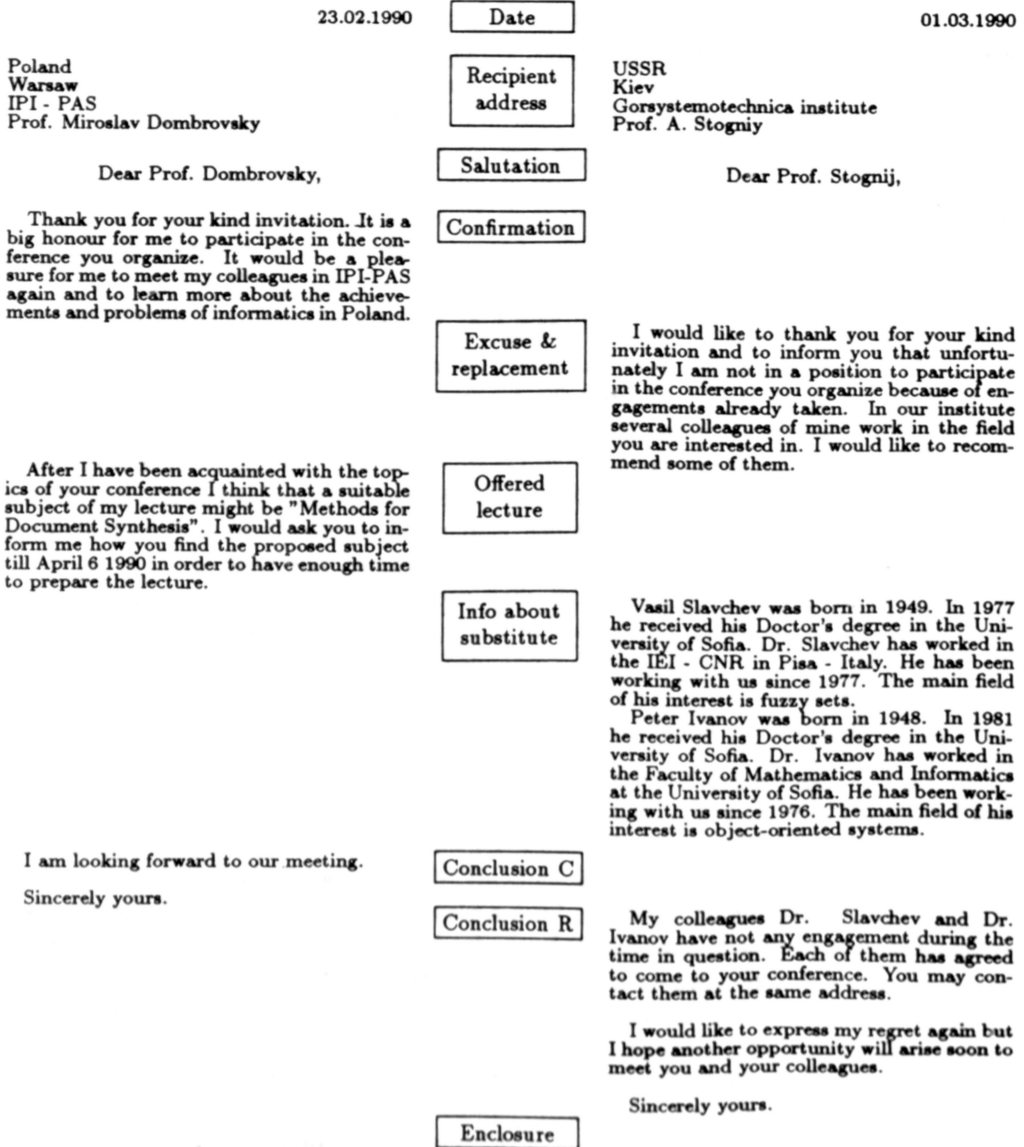 23.02.1990
Date
01.03.1990
Poland
Warsaw
IPI - PAS
Prof. Miroslav Dombrovsky
Recipient
address
USSR
Kiev
Gorsystemotechnica institute
Prof. A. Stogniy
Dear Prof. Dombrovsky,
Salutation
Dear Prof. Stognij,
Thank you for your kind invitation. It is a
big honour for me to participate in the con-
ference you organize. It would be a plea-
sure for me to meet my colleagues in IPI-PAS
again and to learn more about the achieve-
ments and problems of informatics in Poland.
Confirmation
Excuse &
replacement
I would like to thank you for your kind
invitation and to inform you that unfortu-
nately I am not in a position to participate
in the conference you organize because of en-
gagements already taken. In our institute
several colleagues of mine work in the field
you are interested in. I would like to recom-
mend some of them.
After I have been acquainted with the top-
ics of your conference I think that a suitable
subject of my lecture might be "Methods for
Document Synthesis". I would ask you to in-
form me how you find the proposed subject
till April 6 1990 in order to have enough time
to prepare the lecture.
Offered
lecture
Info about
substitute
Vasil Slavchev was born in 1949. In 1977
he received his Doctor's degree in the Uni-
versity of Sofia. Dr. Slavchev has worked in
the IEI - CNR in Pisa - Italy. He has been
working with us since 1977. The main field
of his interest is fuzzy sets.
Peter Ivanov was born in 1948. In 1981
he received his Doctor's degree in the Uni-
versity of Sofia. Dr. Ivanov has worked in
the Faculty of Mathematics and Informatics
at the University of Sofia. He has been work-
ing with us since 1976. The main field of his
interest is object-oriented systems.
I am looking forward to our meeting.
Sincerely yours.
Conclusion C
Conclusion R
My colleagues Dr. Slavchev and Dr.
Ivanov have not any engagement during the
time in question. Each of them has agreed
to come to your conference. You may con-
tact them at the same address.
I would like to express my regret again but
I hope another opportunity will arise soon to
meet you and your colleagues.
Sincerely yours.
Enclosure